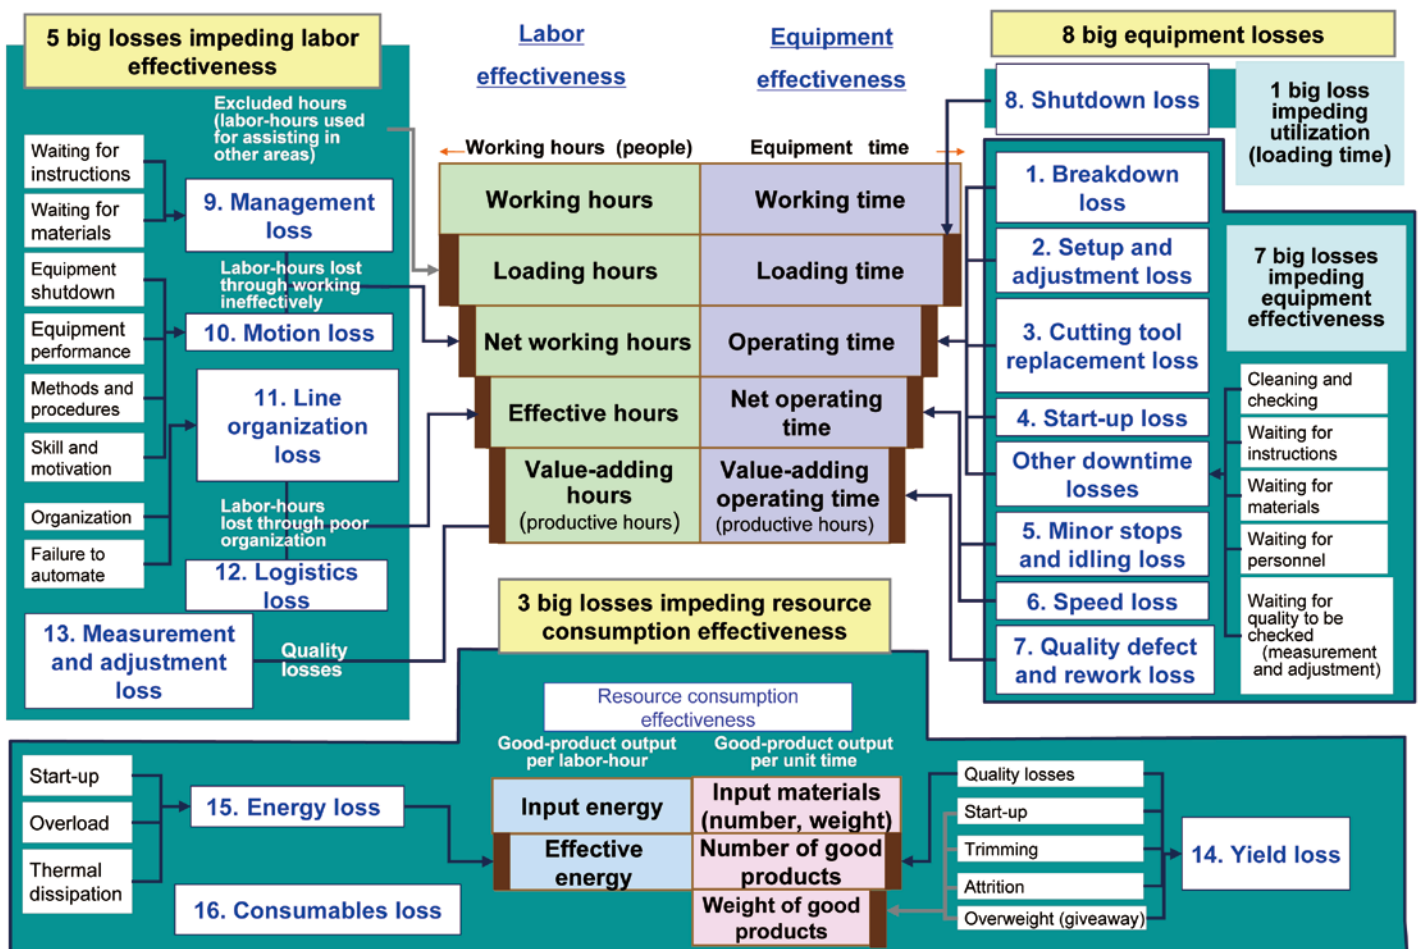 5 big losses impeding labor
effectiveness
Excluded hours
(labor-hours used
for assisting in
other areas)
Waiting for
instructions
Waiting for
materials
9. Management
loss
Equipment
shutdown
Labor-hours lost
through working
ineffectively
Equipment
performance
10. Motion loss
Methods and
procedures
11. Line
organization
loss
Skill and
motivation
Organization
Labor-hours
lost through poor
organization
Failure to
automate
12. Logistics
loss
13. Measurement
and adjustment
loss
Quality
losses
Labor
effectiveness
Equipment
effectiveness
Working hours (people)
Equipment time
Working hours
Working time
Loading hours
Loading time
Net working hours
Operating time
Effective hours
Net operating
time
Value-adding
hours
(productive hours)
Value-adding
operating time
(productive hours)
8 big equipment losses
8. Shutdown loss
1 big loss
impeding
utilization
(loading time)
1. Breakdown
loss
2. Setup and
adjustment loss
7 big losses
impeding
equipment
effectiveness
3. Cutting tool
replacement loss
4. Start-up loss
Other downtime
losses
Cleaning and
checking
Waiting for
instructions
Waiting for
materials
Waiting for
personnel
Waiting for
quality to be
checked
(measurement
and adjustment)
5. Minor stops
and idling loss
6. Speed loss
7. Quality defect
and rework loss
3 big losses impeding resource
consumption effectiveness
Resource consumption
effectiveness
Good-product output
per labor-hour
Good-product output
per unit time
Start-up
Overload
Thermal
dissipation
15. Energy loss
16. Consumables loss
Input energy
Input materials
(number, weight)
Effective
energy
Number of good
products
Weight of good
products
Quality losses
Start-up
Trimming
Attrition
Overweight (giveaway)
14. Yield loss